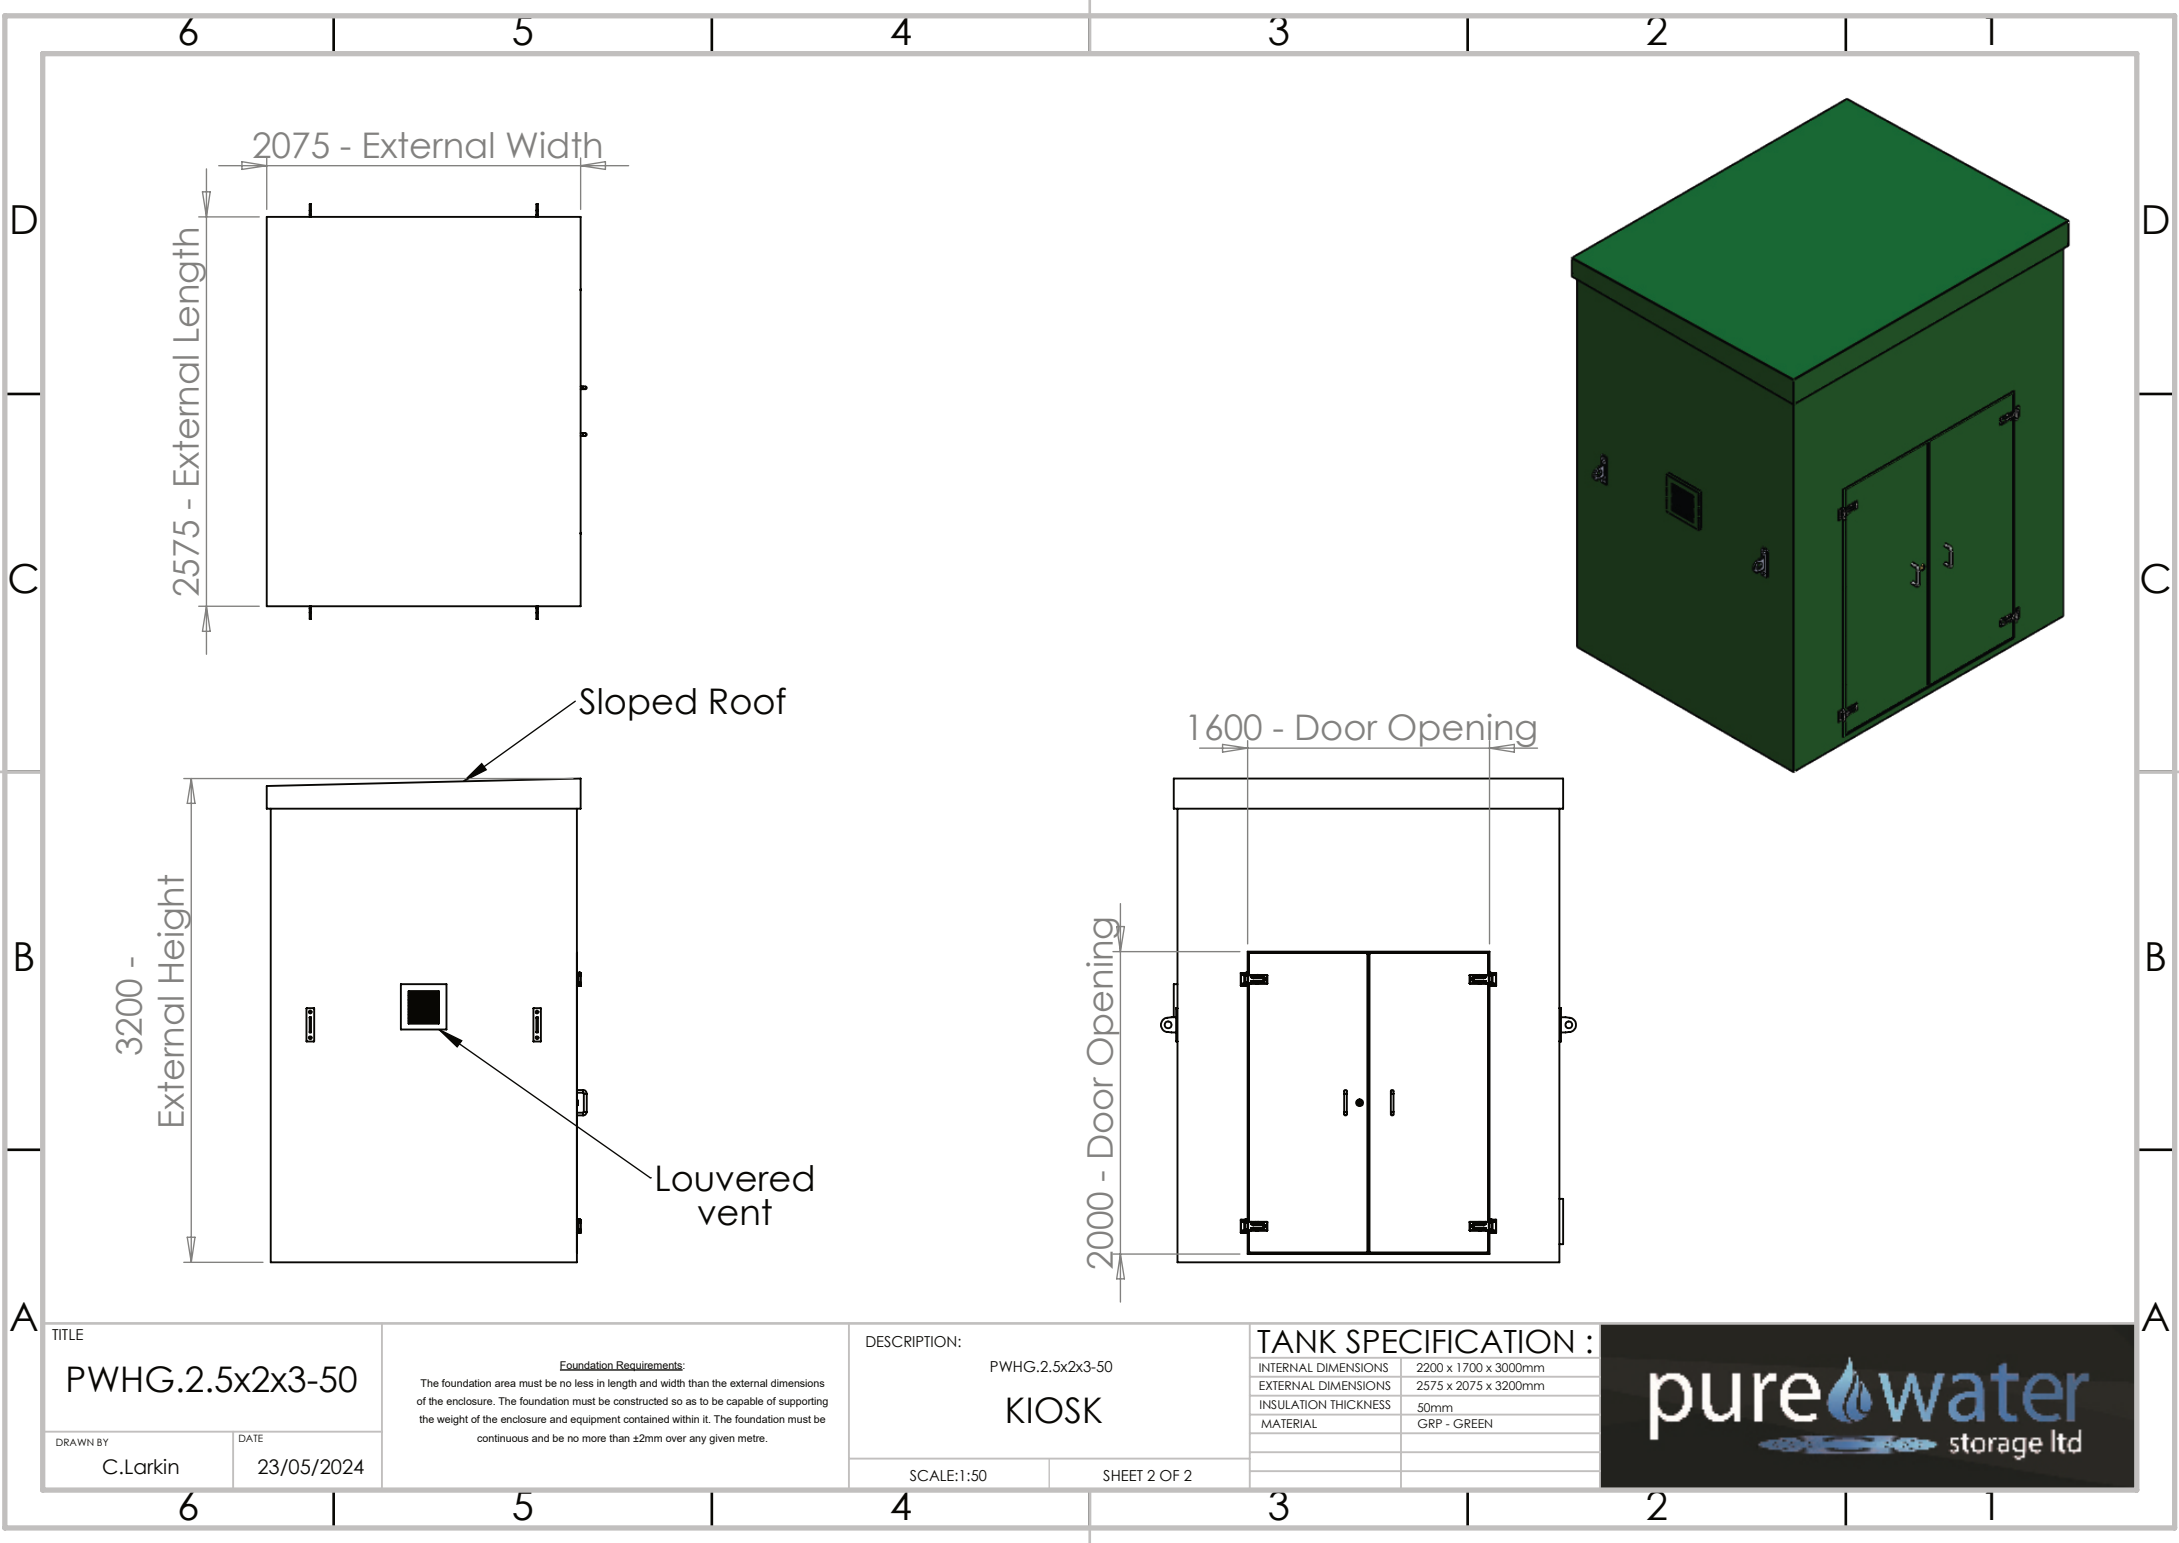 6 5 4 3 2 1
D D
C C
B B
A A
2075 - External Width
2575 - External Length
Sloped Roof
3200 -
External Height
Louvered
vent
1600 - Door Opening
2000 - Door Opening
TITLE
PWHG.2.5x2x3-50
DRAWN BY
C.Larkin
DATE
23/05/2024
Foundation Requirements:
The foundation area must be no less in length and width than the external dimensions
of the enclosure. The foundation must be constructed so as to be capable of supporting
the weight of the enclosure and equipment contained within it. The foundation must be
continuous and be no more than ±2mm over any given metre.
DESCRIPTION:
PWHG.2.5x2x3-50
KIOSK
SCALE:1:50
SHEET 2 OF 2
TANK SPECIFICATION :
INTERNAL DIMENSIONS 2200 x 1700 x 3000mm
EXTERNAL DIMENSIONS 2575 x 2075 x 3200mm
INSULATION THICKNESS 50mm
MATERIAL GRP - GREEN
pure water
storage ltd
6 5 4 3 2 1